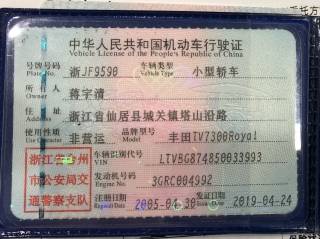 中华人民共和国机动车行驶证
Vehicle License of the People's Republic of China
号牌号码 浙JF9590 车辆类型 小型轿车
Plate No. Vehicle Type
所有人 蒋宇清
Owner
住址 浙江省仙居县城关镇塔山沿路
Address
使用性质 非营运 品牌型号 丰田TV7300Royal
浙江省台州
市公安局交
通警察支队
车辆识别代号 LTVBG874850033993
VIN
发动机号码 3GRC004992
Engine No.
注册日期 2005-04-30 发证日期 2019-04-24
Register Date Issue Date